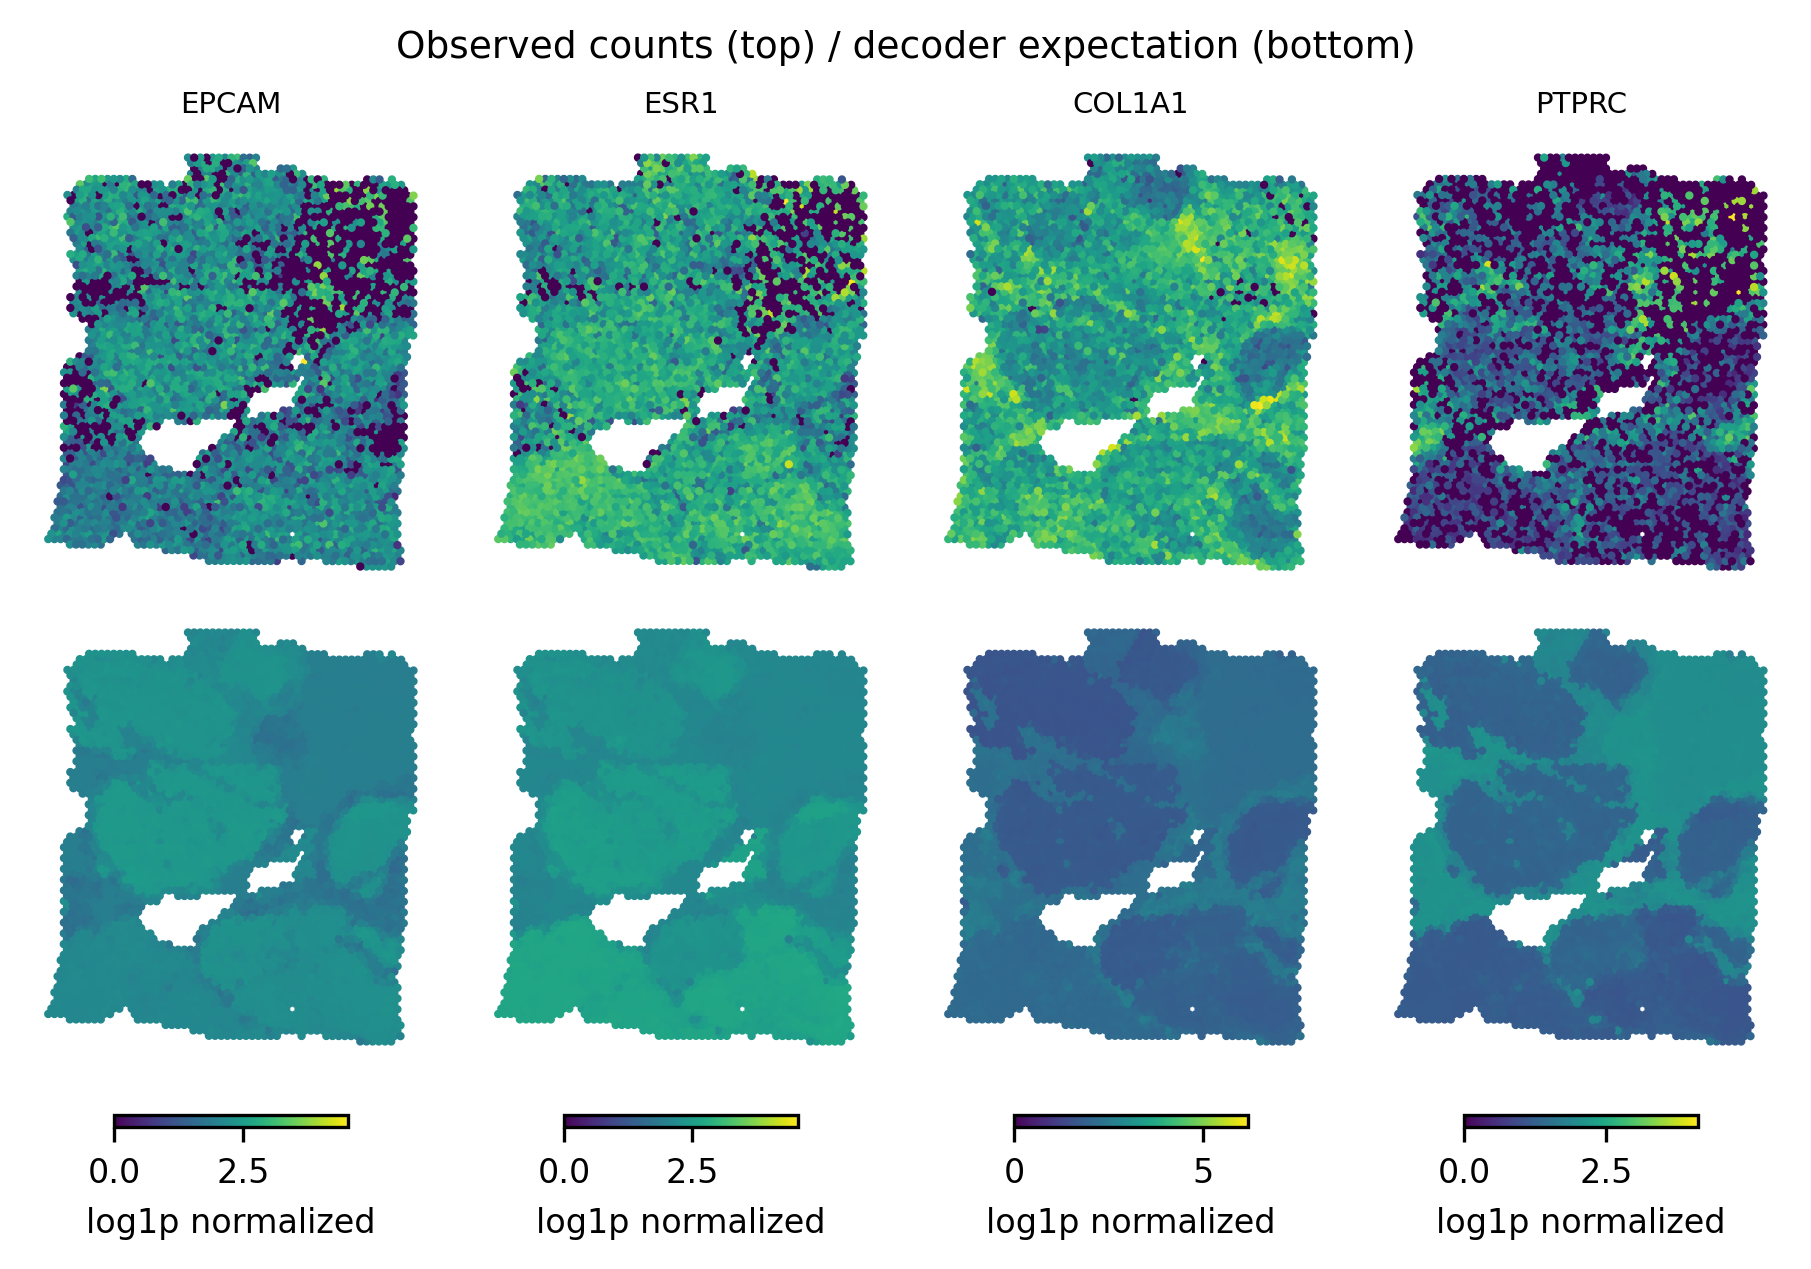 Observed counts (top) / decoder expectation (bottom)
EPCAM ESR1 COL1A1 PTPRC
0.0 2.5 0.0 2.5 0 5 0.0 2.5
log1p normalized log1p normalized log1p normalized log1p normalized